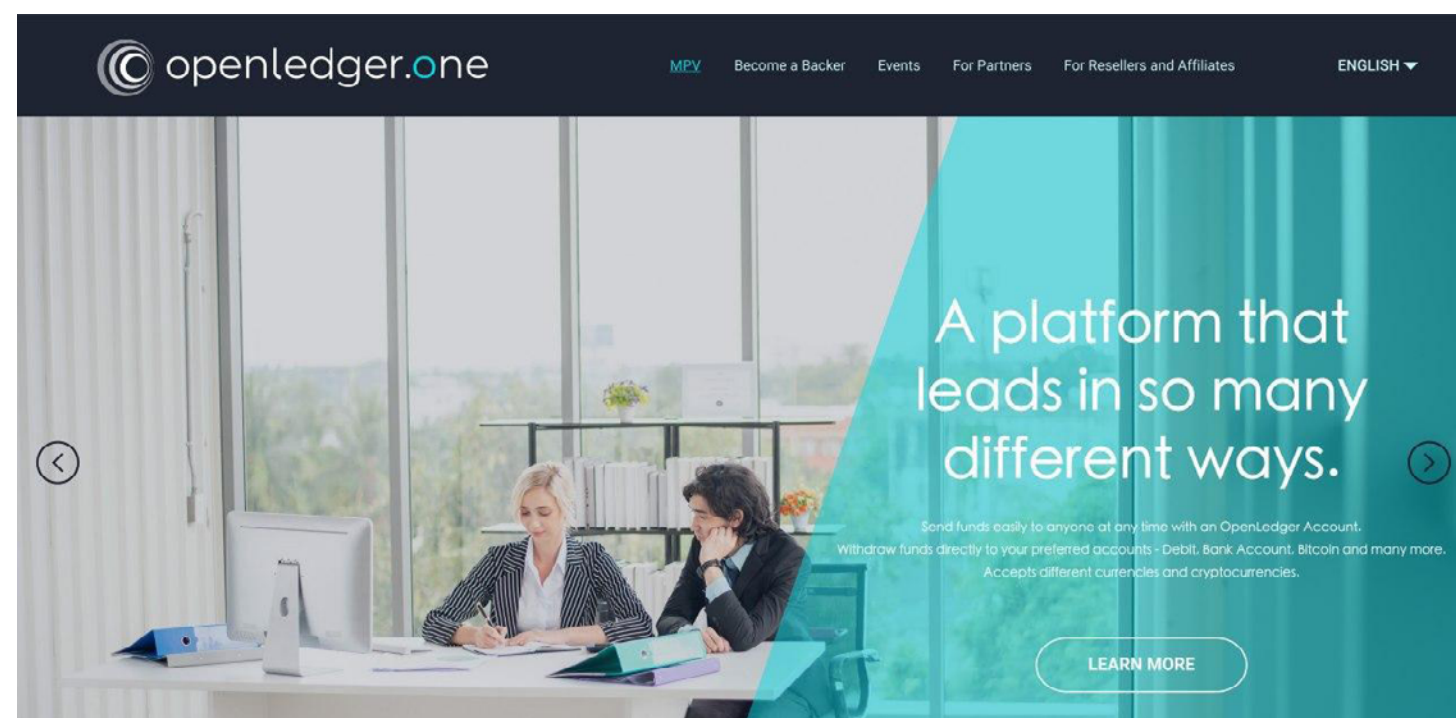 openledger.one
MPV Become a Backer Events For Partners For Resellers and Affiliates ENGLISH
A platform that
leads in so many
different ways.
Send funds easily to anyone at any time with an OpenLedger Account.
Withdraw funds directly to your preferred accounts - Debit, Bank Account, Bitcoin and many more.
Accepts different currencies and cryptocurrencies.
LEARN MORE